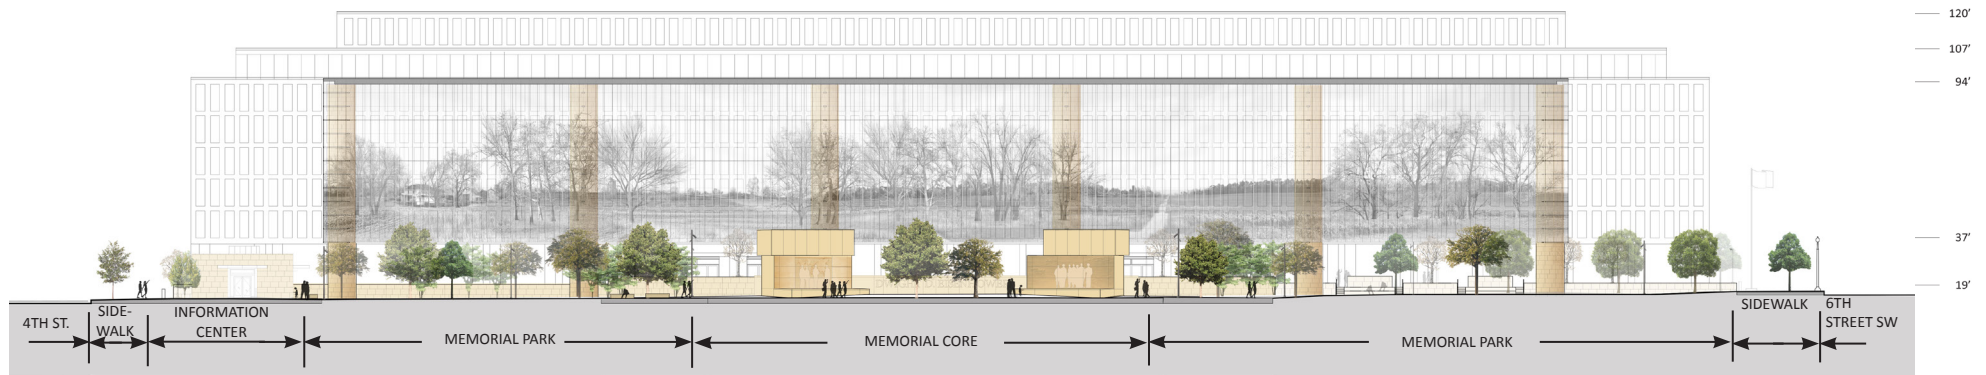 120'
107'
94'
37'
19'
4TH ST.
SIDE-
WALK
INFORMATION
CENTER
MEMORIAL PARK
MEMORIAL CORE
MEMORIAL PARK
SIDEWALK
6TH
STREET SW